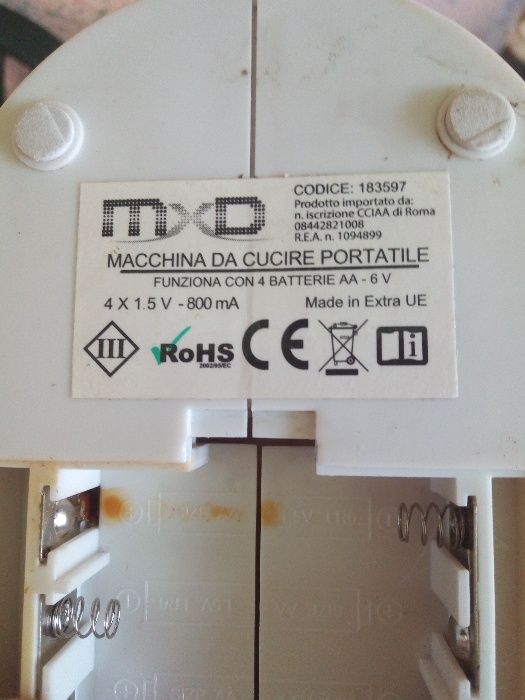 MXD
CODICE: 183597
Prodotto importato da:
n. iscrizione CCIAA di Roma
08442821008
R.E.A. n. 1094899
MACCHINA DA CUCIRE PORTATILE
FUNZIONA CON 4 BATTERIE AA - 6 V
4 X 1.5 V - 800 mA
Made in Extra UE
III
RoHS
2002/95/EC
CE
i